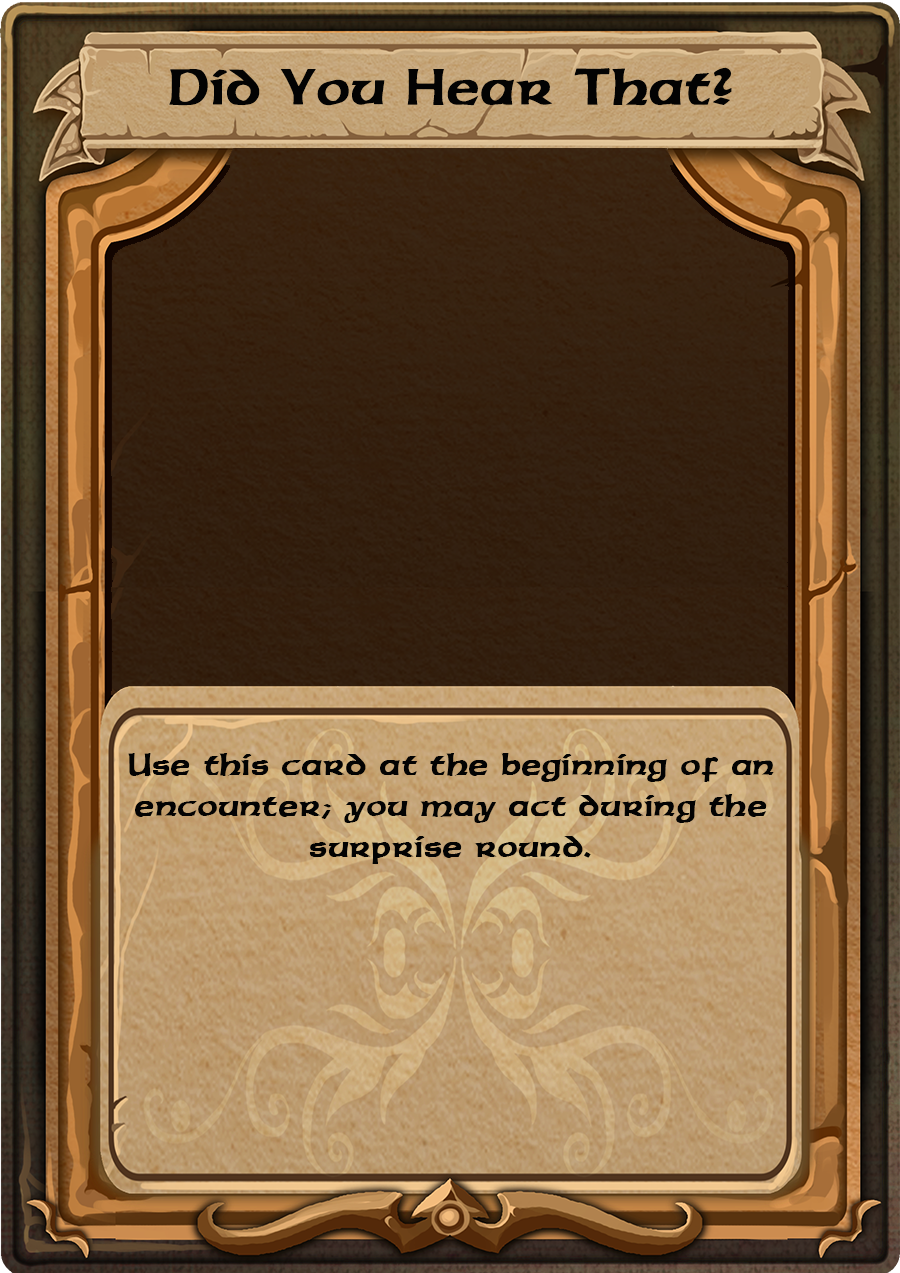 Did You Hear That?
Use this card at the beginning of an
encounter; you may act during the
surprise round.